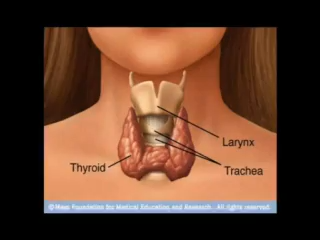 Larynx
Thyroid
Trachea
© Mayo Foundation for Medical Education and Research. All rights reserved.